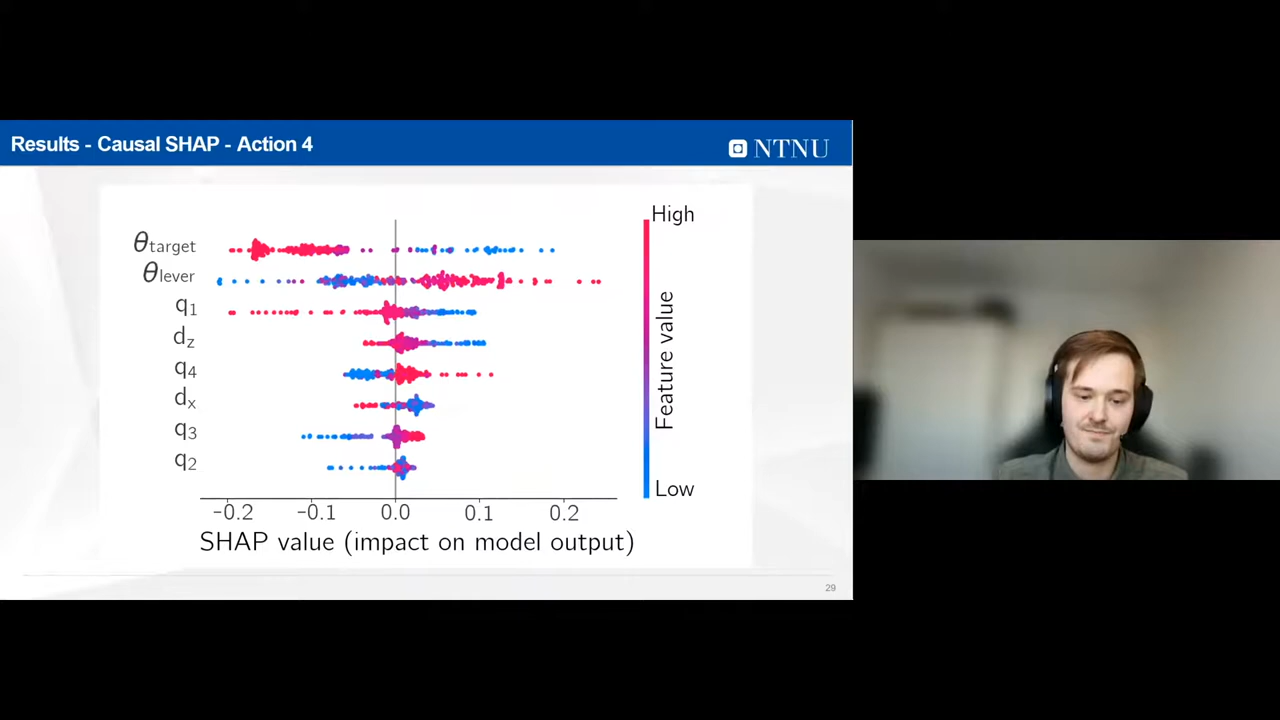 Results - Causal SHAP - Action 4
NTNU
High
θtarget
θlever
q1
dz
q4
dx
q3
q2
Feature value
Low
-0.2 -0.1 0.0 0.1 0.2
SHAP value (impact on model output)
29